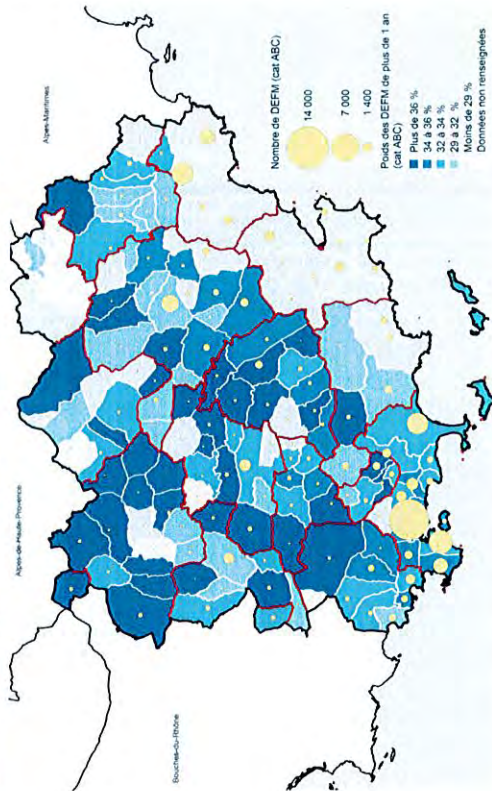 Alpes-Maritimes
Alpes-de-Haute-Provence
Bouches-du-Rhône
Nombre de DEFM (cat ABC)
14 000
7 000
1 400
Poids des DEFM de plus de 1 an
(cat ABC)
Plus de 36 %
34 à 36 %
32 à 34 %
29 à 32 %
Moins de 29 %
Données non renseignées